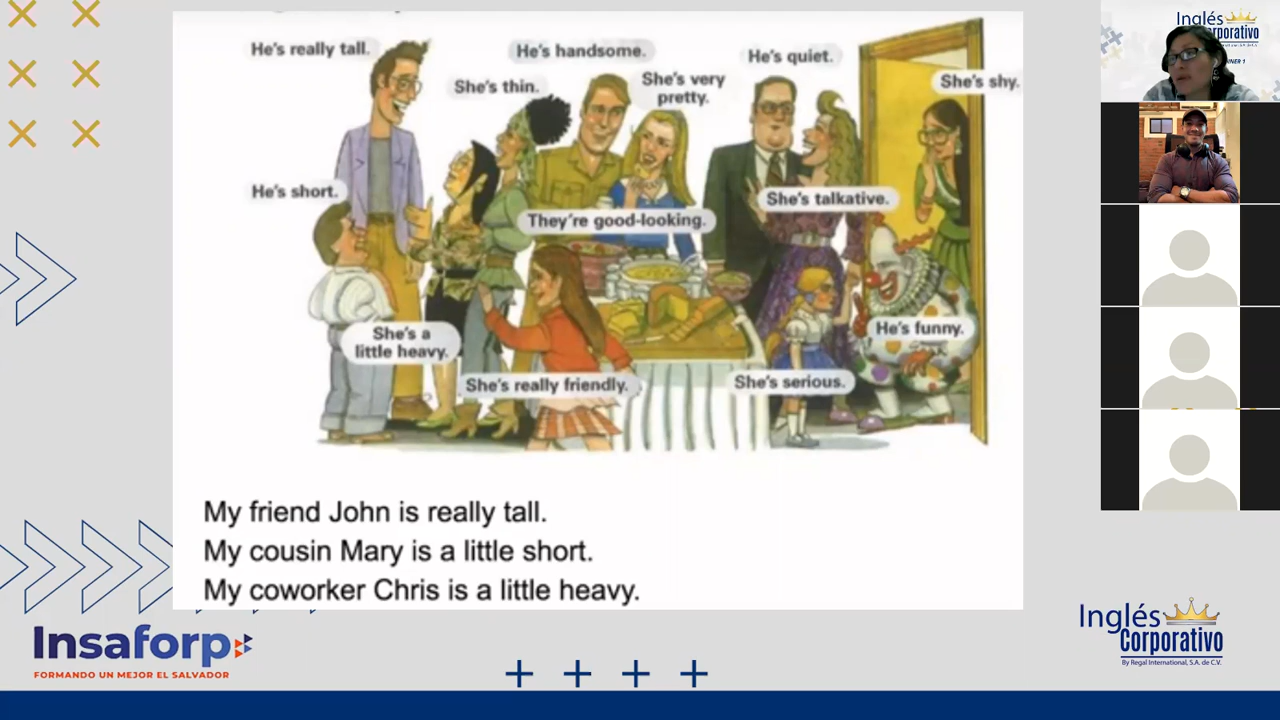 He's really tall.
He's handsome.
He's quiet.
She's thin.
She's very
pretty.
She's shy.
He's short.
She's talkative.
They're good-looking.
She's a
little heavy.
He's funny.
She's really friendly.
She's serious.
My friend John is really tall.
My cousin Mary is a little short.
My coworker Chris is a little heavy.
Insaforp
FORMANDO UN MEJOR EL SALVADOR
Inglés
Corporativo
By Regal International, S.A. de C.V.
Inglés